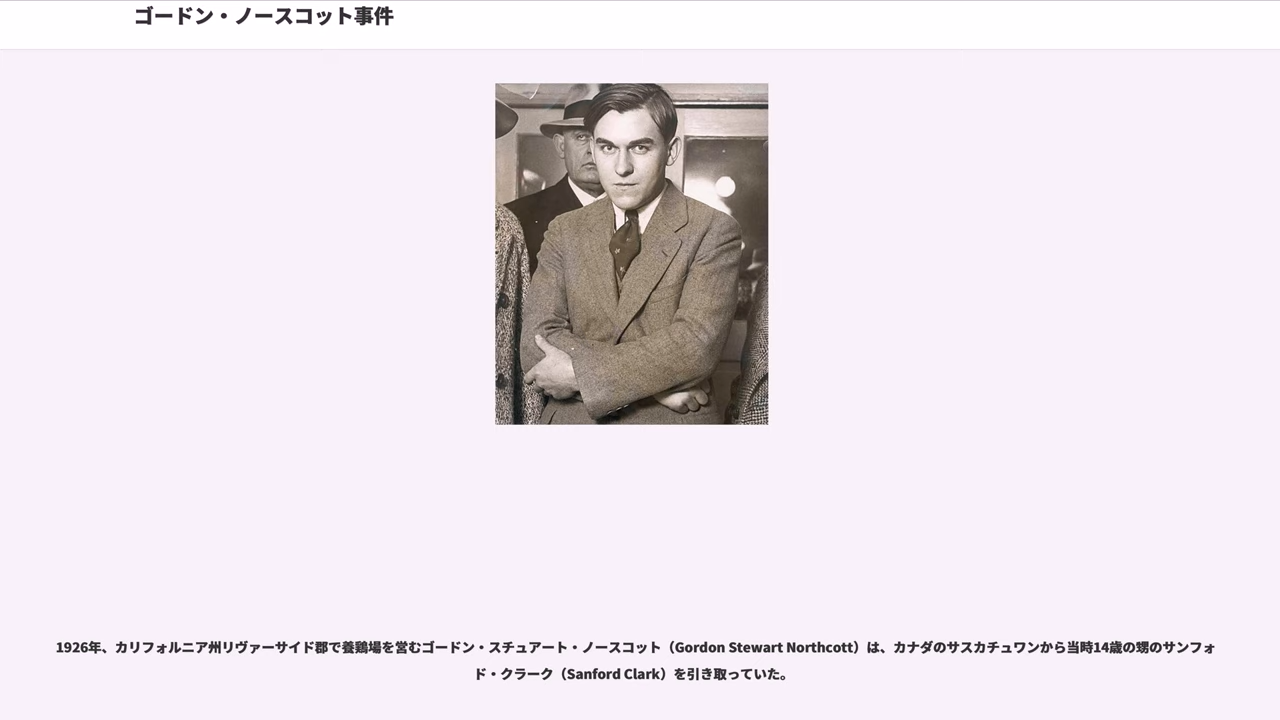 ゴードン・ノースコット事件
1926年、カリフォルニア州リヴァーサイド郡で養鶏場を営むゴードン・スチュアート・ノースコット（Gordon Stewart Northcott）は、カナダのサスカチュワンから当時14歳の甥のサンフォ
ド・クラーク（Sanford Clark）を引き取っていた。